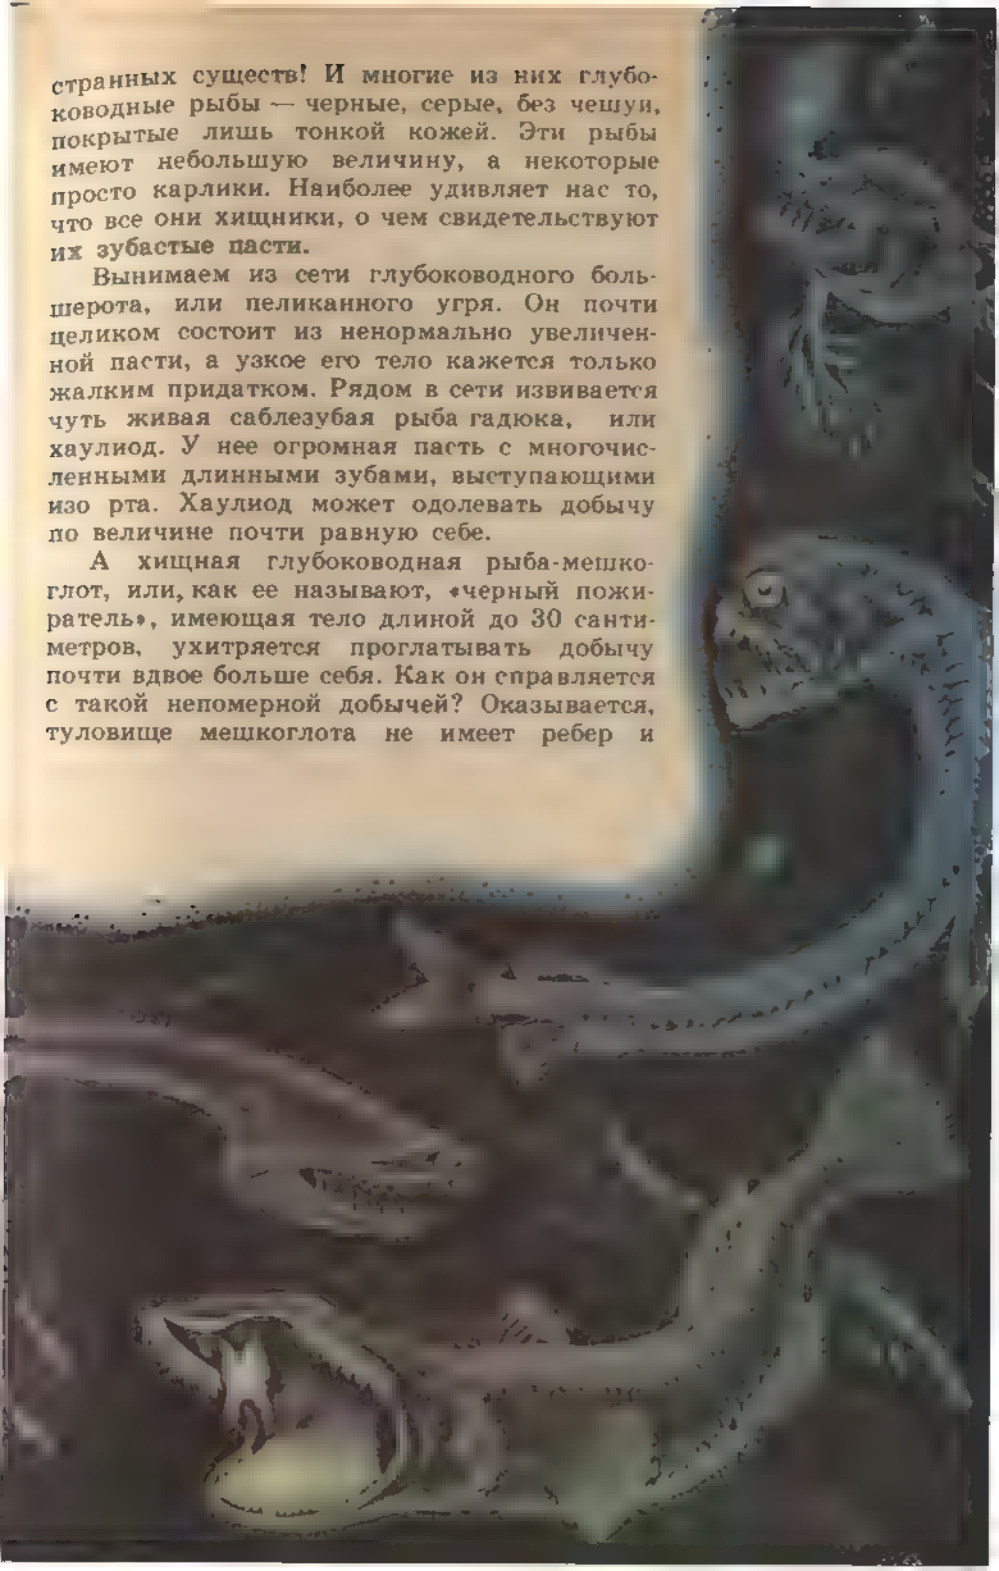 странных существ! И многие из них глубо-
ководные рыбы — черные, серые, без чешуи,
покрытые лишь тонкой кожей. Эти рыбы
имеют небольшую величину, а некоторые
просто карлики. Наиболее удивляет нас то,
что все они хищники, о чем свидетельствуют
их зубастые пасти.
Вынимаем из сети глубоководного боль-
шерота, или пеликанного угря. Он почти
целиком состоит из ненормально увеличен-
ной пасти, а узкое его тело кажется только
жалким придатком. Рядом в сети извивается
чуть живая саблезубая рыба гадюка, или
хаулиод. У нее огромная пасть с многочис-
ленными длинными зубами, выступающими
изо рта. Хаулиод может одолевать добычу
по величине почти равную себе.
А хищная глубоководная рыба-мешко-
глот, или, как ее называют, «черный пожи-
ратель», имеющая тело длиной до 30 санти-
метров, ухитряется проглатывать добычу
почти вдвое больше себя. Как он справляется
с такой непомерной добычей? Оказывается,
туловище мешкоглота не имеет ребер и